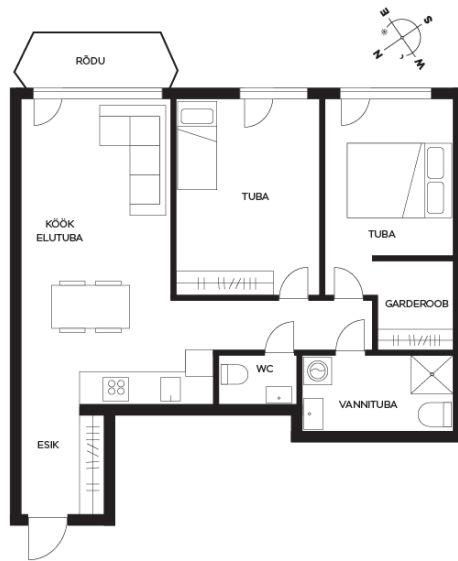 E
S
N
W
RÕDU
TUBA
KÖÖK
ELUTUBA
TUBA
GARDEROOB
WC
VANNITUBA
ESIK